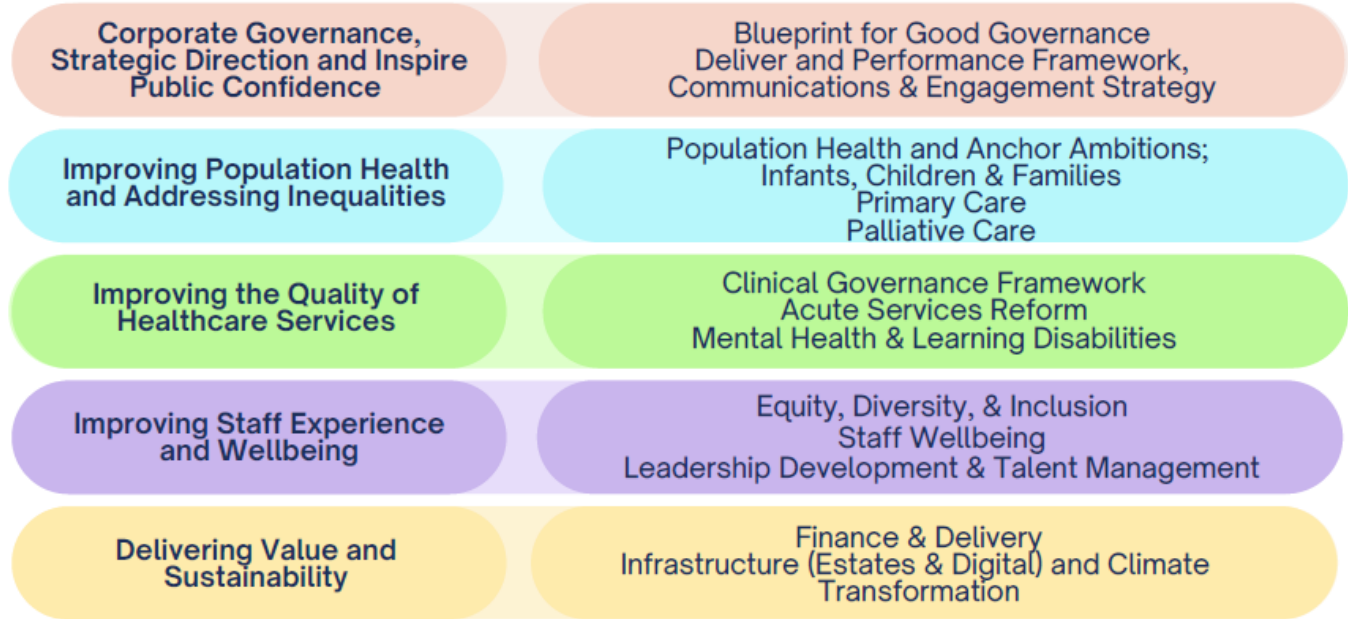 Corporate Governance,
Strategic Direction and Inspire
Public Confidence
Blueprint for Good Governance
Deliver and Performance Framework,
Communications & Engagement Strategy
Improving Population Health
and Addressing Inequalities
Population Health and Anchor Ambitions;
Infants, Children & Families
Primary Care
Palliative Care
Improving the Quality of
Healthcare Services
Clinical Governance Framework
Acute Services Reform
Mental Health & Learning Disabilities
Improving Staff Experience
and Wellbeing
Equity, Diversity, & Inclusion
Staff Wellbeing
Leadership Development & Talent Management
Delivering Value and
Sustainability
Finance & Delivery
Infrastructure (Estates & Digital) and Climate
Transformation